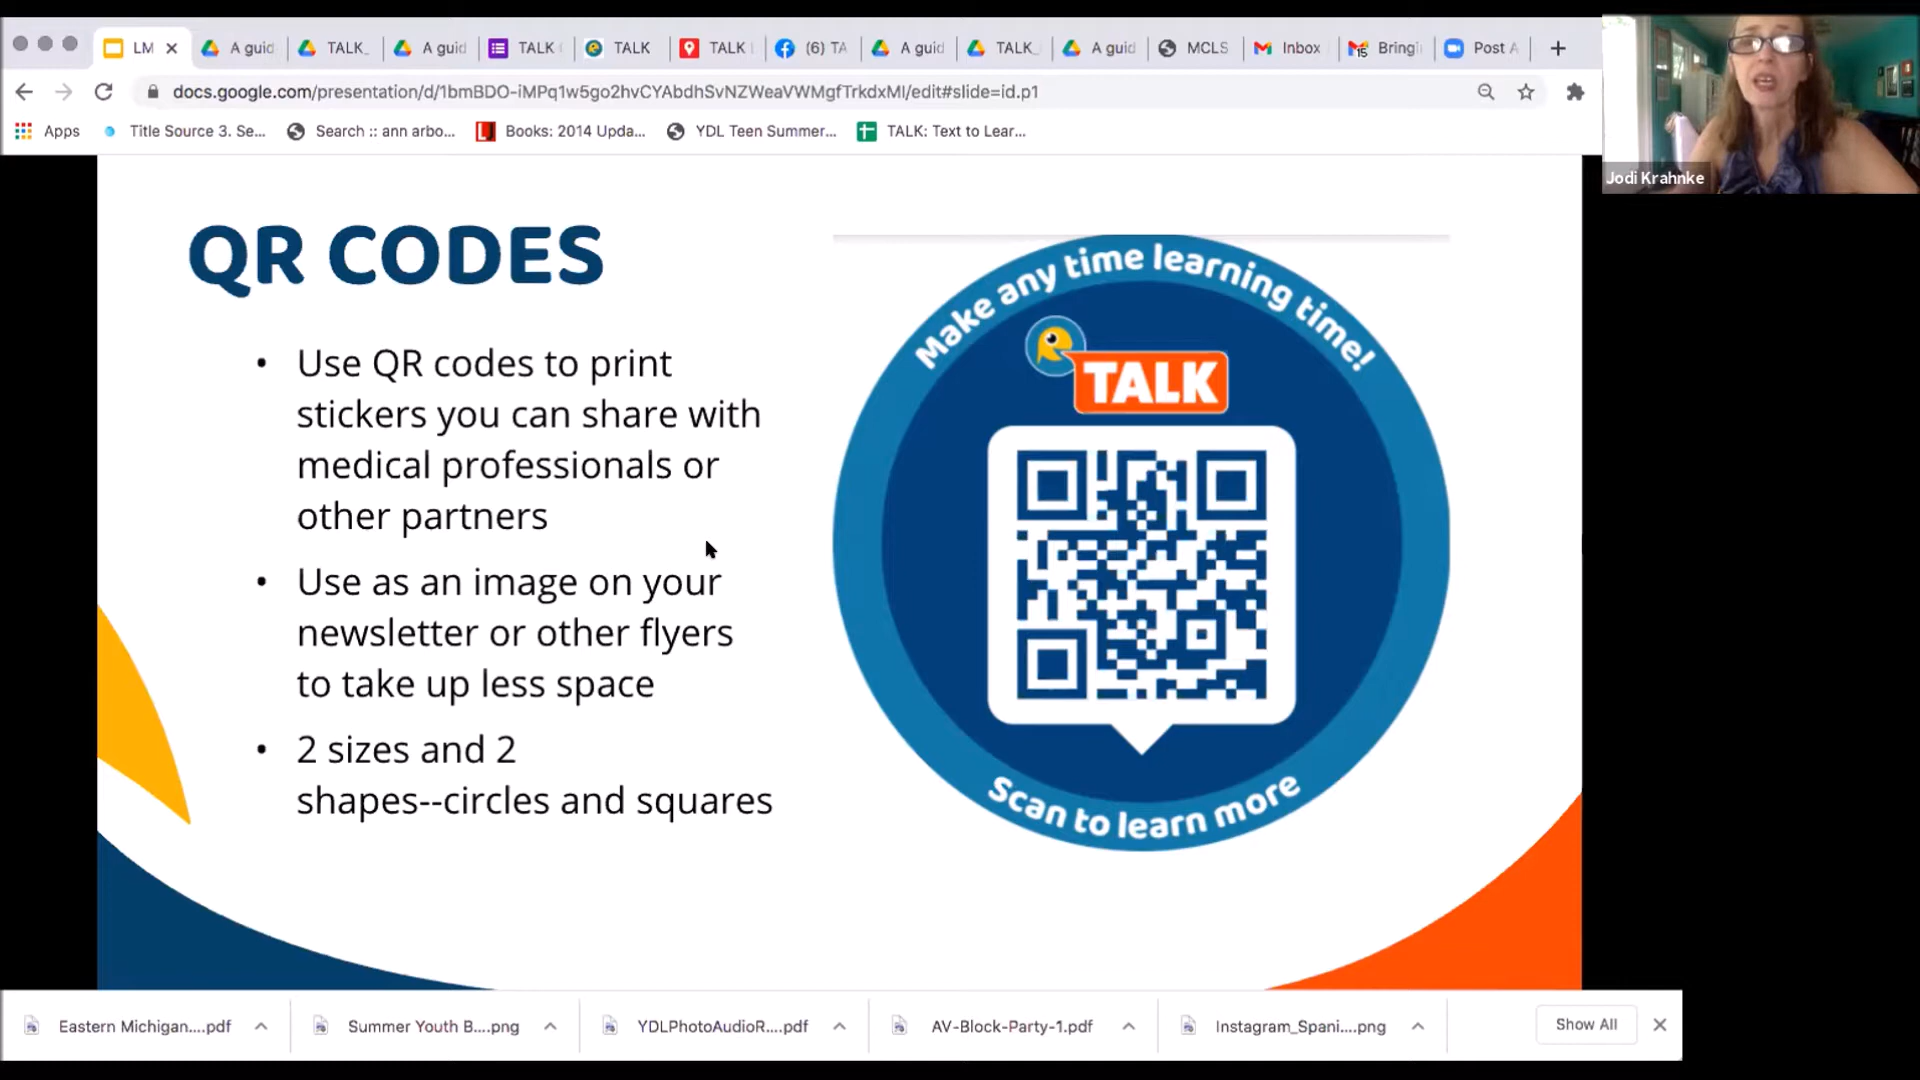 LM
A guid
TALK_
A guid
TALK
TALK
TALK
(6) TA
A guid
TALK_
A guid
MCLS
Inbox
15
Bringi
Post A
docs.google.com/presentation/d/1bmBDO-iMPq1w5go2hvCYAbdhSvNZWeaVWMgfTrkdxMI/edit#slide=id.p1
Apps
Title Source 3. Se...
Search :: ann arbo...
Books: 2014 Upda...
YDL Teen Summer...
TALK: Text to Lear...
Jodi Krahnke
QR CODES
• Use QR codes to print
stickers you can share with
medical professionals or
other partners
• Use as an image on your
newsletter or other flyers
to take up less space
• 2 sizes and 2
shapes--circles and squares
Make any time learning time!
TALK
Scan to learn more
Eastern Michigan....pdf
Summer Youth B....png
YDLPhotoAudioR....pdf
AV-Block-Party-1.pdf
Instagram_Spani....png
Show All